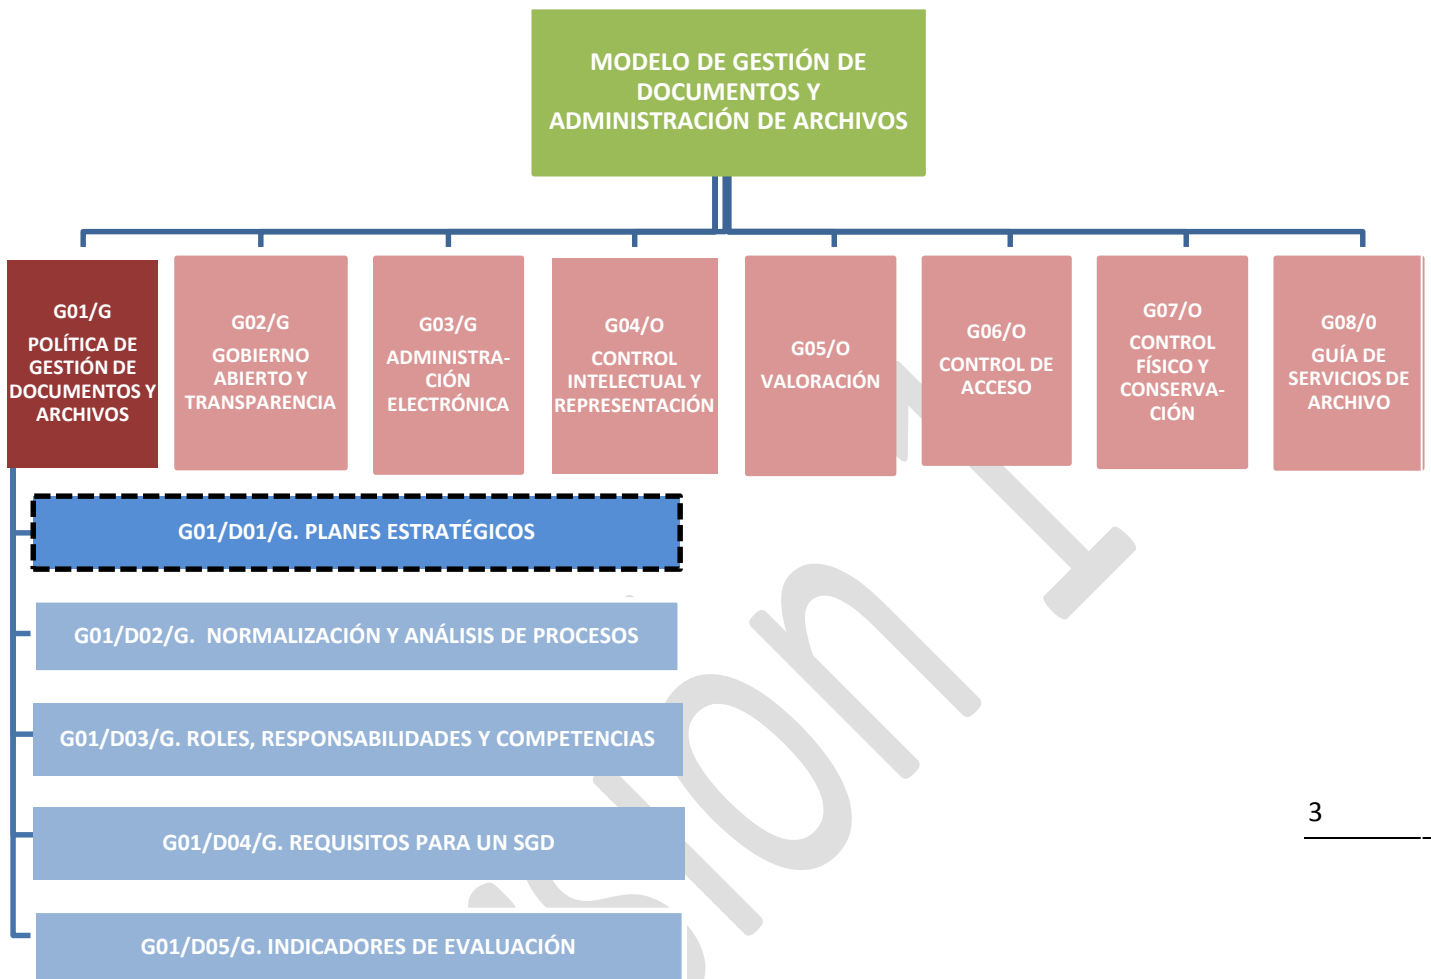 MODELO DE GESTIÓN DE
DOCUMENTOS Y
ADMINISTRACIÓN DE ARCHIVOS
G01/G
POLÍTICA DE
GESTIÓN DE
DOCUMENTOS Y
ARCHIVOS
G02/G
GOBIERNO
ABIERTO Y
TRANSPARENCIA
G03/G
ADMINISTRA-
CIÓN
ELECTRÓNICA
G04/O
CONTROL
INTELECTUAL Y
REPRESENTACIÓN
G05/O
VALORACIÓN
G06/O
CONTROL DE
ACCESO
G07/O
CONTROL
FÍSICO Y
CONSERVA-
CIÓN
G08/0
GUÍA DE
SERVICIOS DE
ARCHIVO
G01/D01/G. PLANES ESTRATÉGICOS
G01/D02/G. NORMALIZACIÓN Y ANÁLISIS DE PROCESOS
G01/D03/G. ROLES, RESPONSABILIDADES Y COMPETENCIAS
G01/D04/G. REQUISITOS PARA UN SGD
G01/D05/G. INDICADORES DE EVALUACIÓN
3